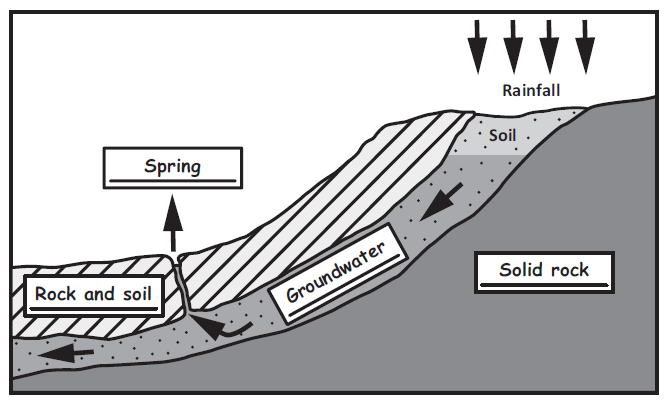 Rainfall
Soil
Spring
Groundwater
Solid rock
Rock and soil